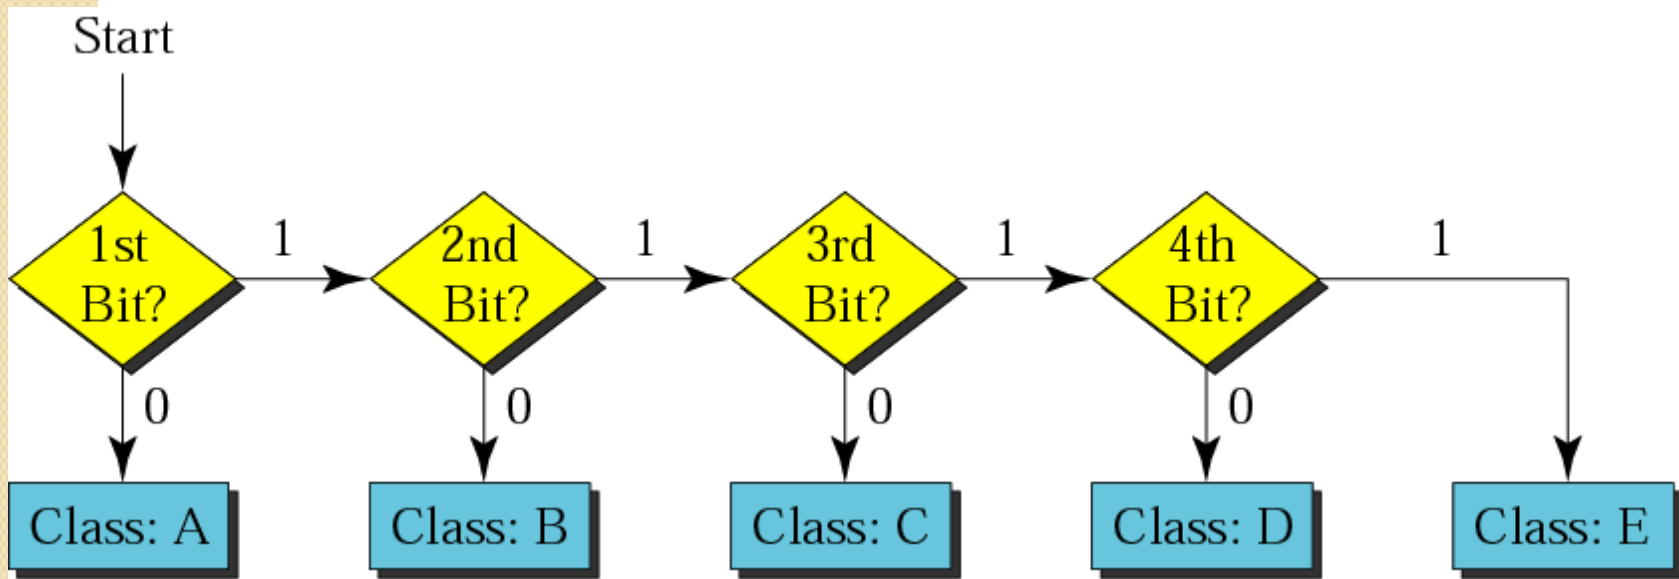 Start
1st
Bit?
1
2nd
Bit?
1
3rd
Bit?
1
4th
Bit?
1
0
0
0
0
Class: A
Class: B
Class: C
Class: D
Class: E